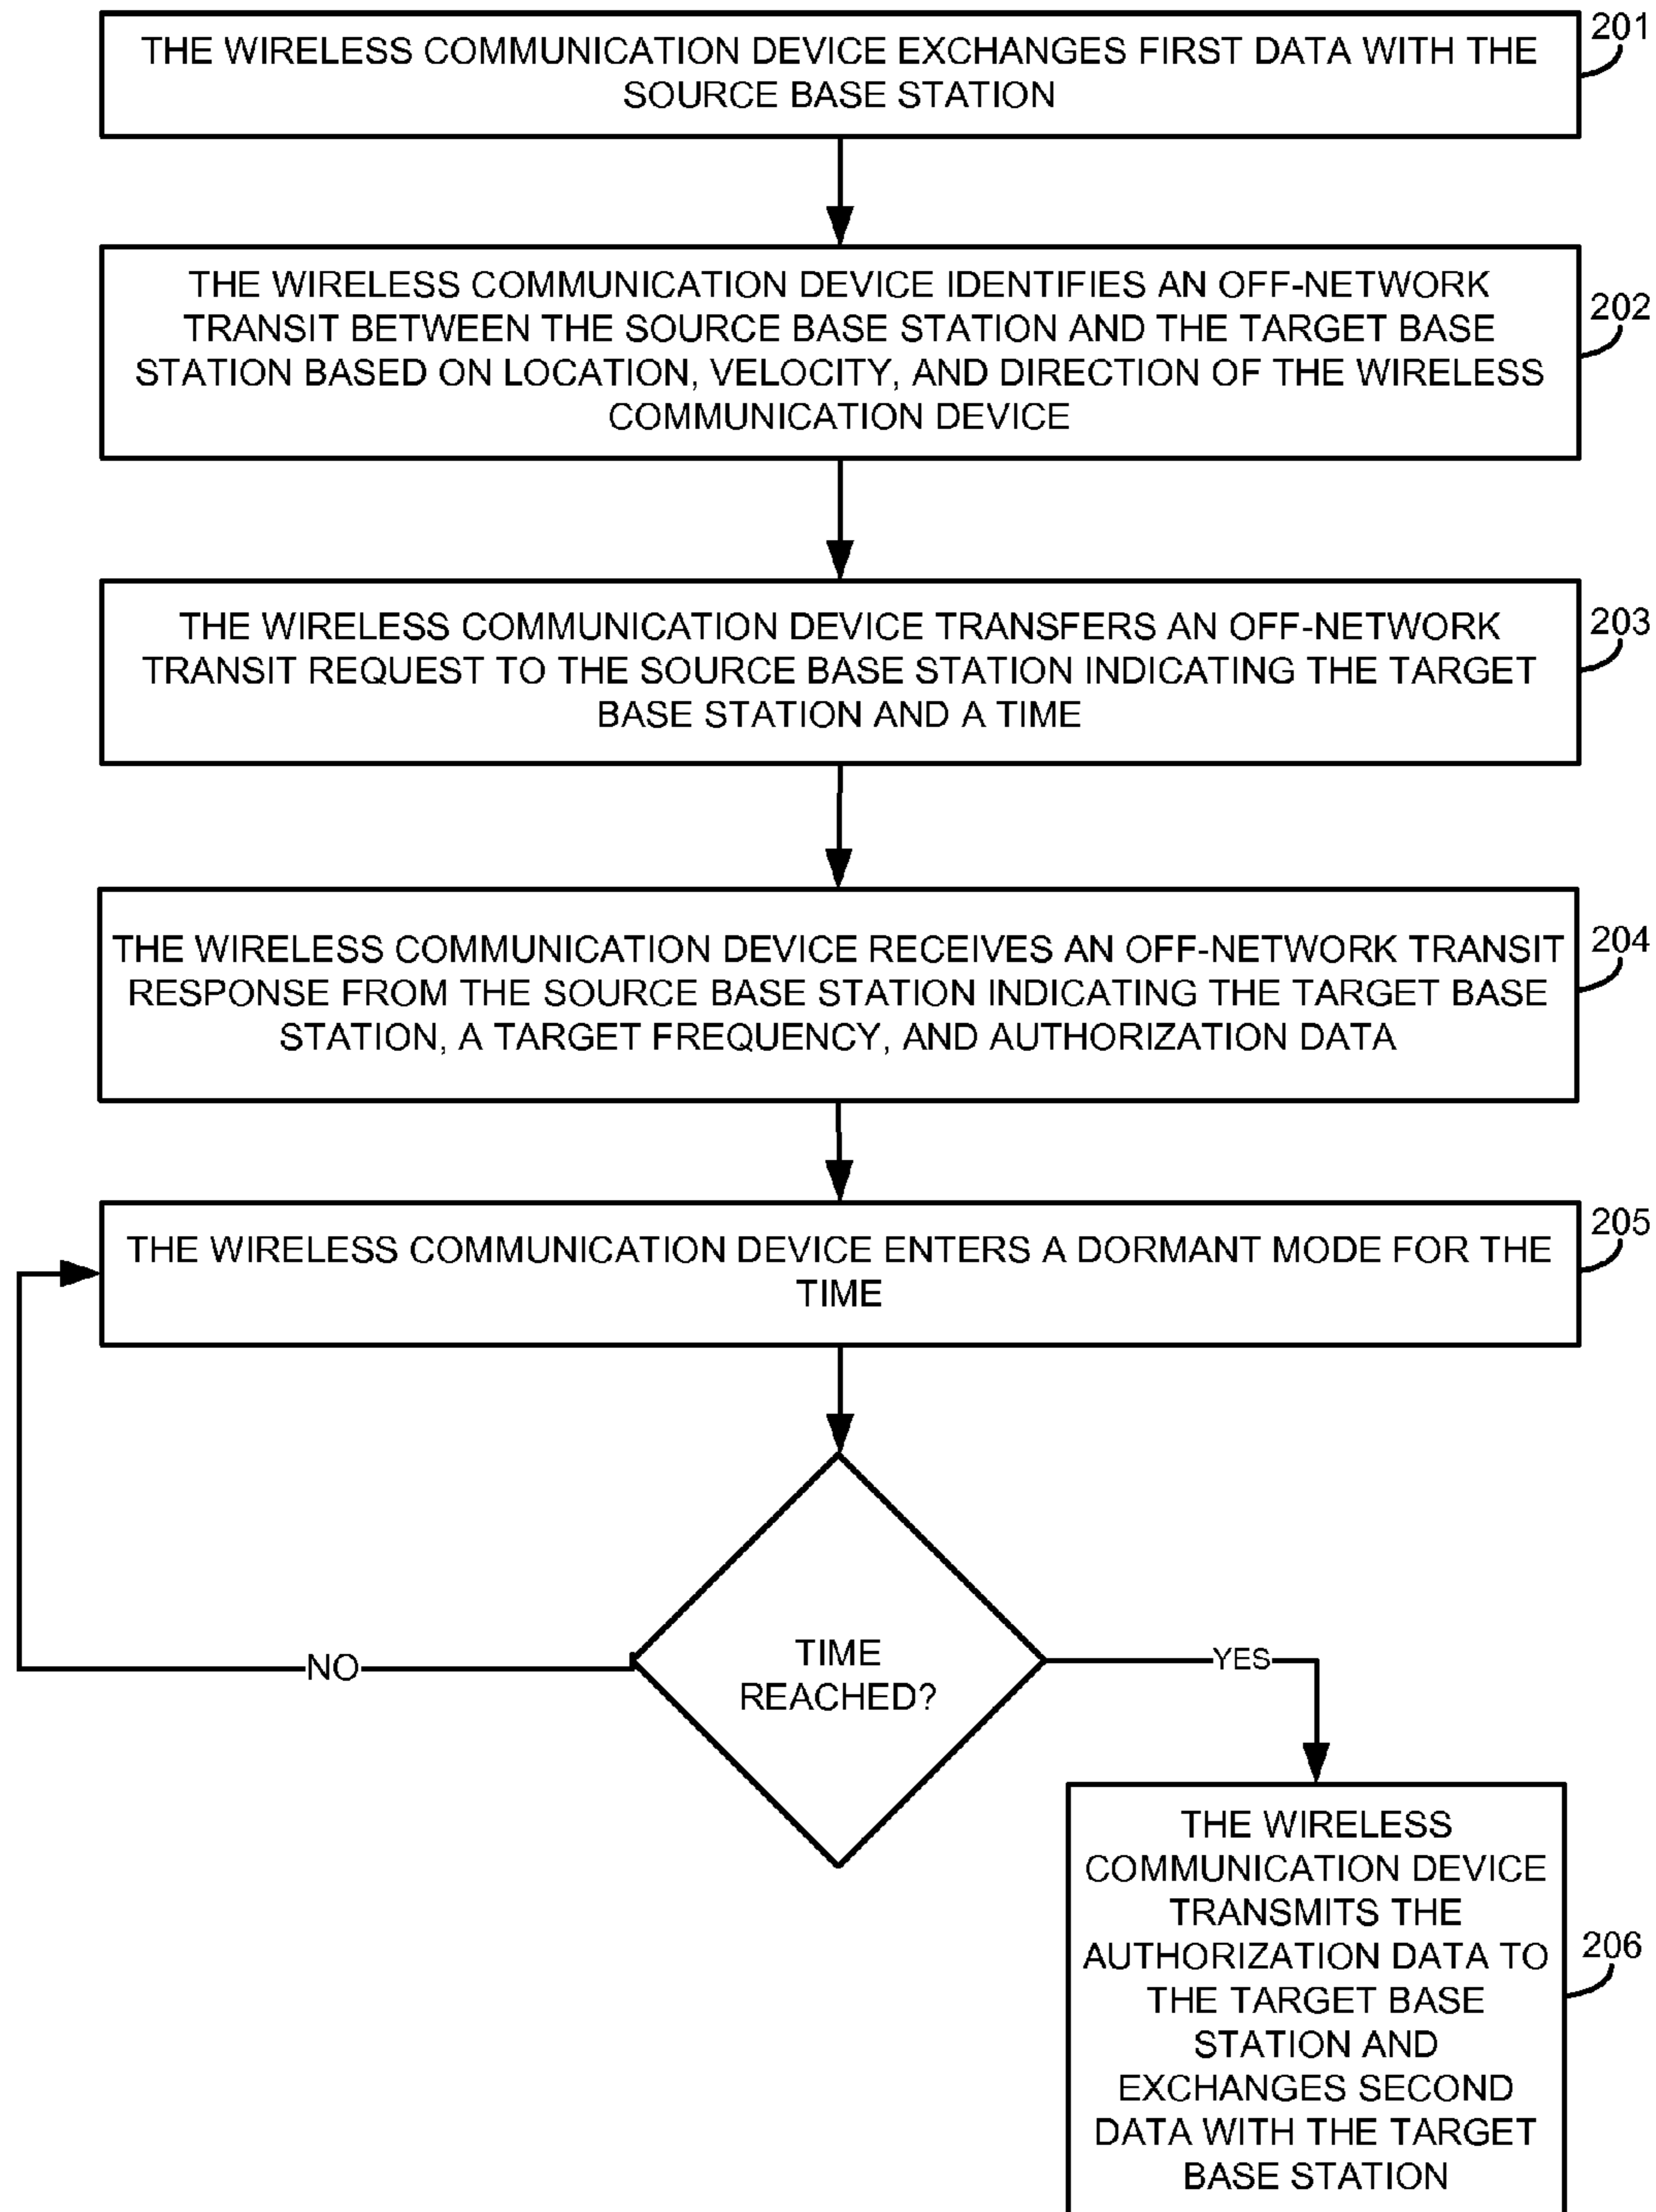 THE WIRELESS COMMUNICATION DEVICE EXCHANGES FIRST DATA WITH THE
SOURCE BASE STATION
201
THE WIRELESS COMMUNICATION DEVICE IDENTIFIES AN OFF-NETWORK
TRANSIT BETWEEN THE SOURCE BASE STATION AND THE TARGET BASE
STATION BASED ON LOCATION, VELOCITY, AND DIRECTION OF THE WIRELESS
COMMUNICATION DEVICE
202
THE WIRELESS COMMUNICATION DEVICE TRANSFERS AN OFF-NETWORK
TRANSIT REQUEST TO THE SOURCE BASE STATION INDICATING THE TARGET
BASE STATION AND A TIME
203
THE WIRELESS COMMUNICATION DEVICE RECEIVES AN OFF-NETWORK TRANSIT
RESPONSE FROM THE SOURCE BASE STATION INDICATING THE TARGET BASE
STATION, A TARGET FREQUENCY, AND AUTHORIZATION DATA
204
THE WIRELESS COMMUNICATION DEVICE ENTERS A DORMANT MODE FOR THE
TIME
205
TIME
REACHED?
NO
YES
THE WIRELESS
COMMUNICATION DEVICE
TRANSMITS THE
AUTHORIZATION DATA TO
THE TARGET BASE
STATION AND
EXCHANGES SECOND
DATA WITH THE TARGET
BASE STATION
206